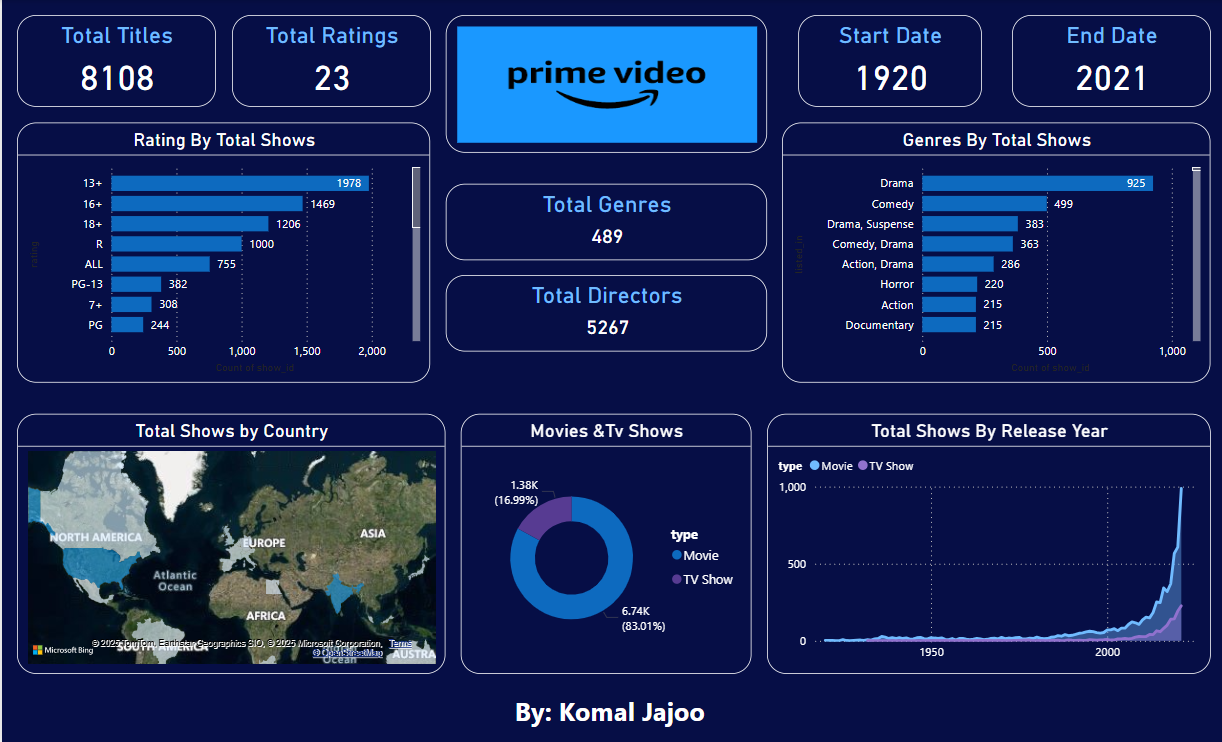 Total Titles
8108
Total Ratings
23
prime video
Start Date
1920
End Date
2021
Rating By Total Shows
rating
13+ 1978
16+ 1469
18+ 1206
R 1000
ALL 755
PG-13 382
7+ 308
PG 244
0 500 1,000 1,500 2,000
Count of show_id
Total Genres
489
Total Directors
5267
Genres By Total Shows
listed_in
Drama 925
Comedy 499
Drama, Suspense 383
Comedy, Drama 363
Action, Drama 286
Horror 220
Action 215
Documentary 215
0 500 1,000
Count of show_id
Total Shows by Country
NORTH AMERICA
EUROPE
ASIA
Atlantic
Ocean
AFRICA
SOUTH AMERICA
Ocean
AUSTRA
Microsoft Bing
© 2025 TomTom, Earthstar Geographics SIO, © 2025 Microsoft Corporation, Terms
© OpenStreetMap
Movies &Tv Shows
1.38K
(16.99%)
type
Movie
TV Show
6.74K
(83.01%)
Total Shows By Release Year
type Movie TV Show
1,000
500
0
1950 2000
By: Komal Jajoo